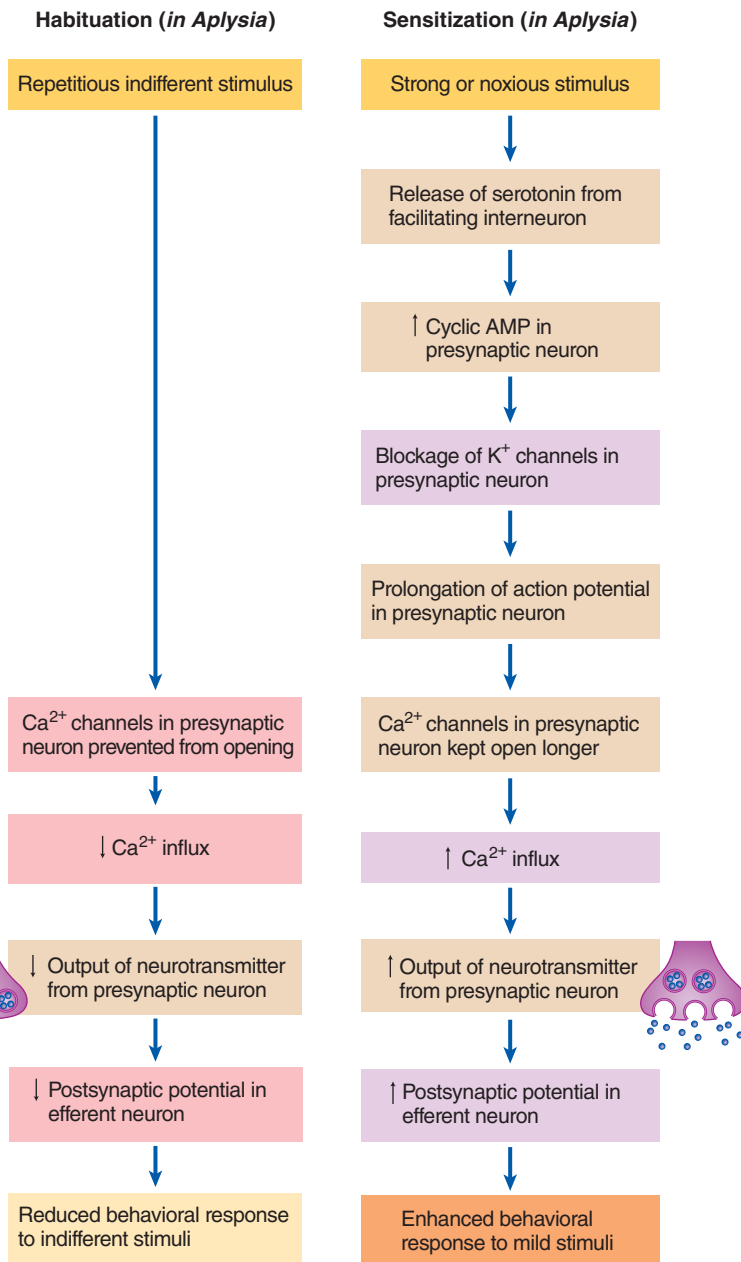 Habituation (in Aplysia)
Repetitious indifferent stimulus
Ca²⁺ channels in presynaptic
neuron prevented from opening
↓ Ca²⁺ influx
↓ Output of neurotransmitter
from presynaptic neuron
↓ Postsynaptic potential in
efferent neuron
Reduced behavioral response
to indifferent stimuli
Sensitization (in Aplysia)
Strong or noxious stimulus
Release of serotonin from
facilitating interneuron
↑ Cyclic AMP in
presynaptic neuron
Blockage of K⁺ channels in
presynaptic neuron
Prolongation of action potential
in presynaptic neuron
Ca²⁺ channels in presynaptic
neuron kept open longer
↑ Ca²⁺ influx
↑ Output of neurotransmitter
from presynaptic neuron
↑ Postsynaptic potential in
efferent neuron
Enhanced behavioral
response to mild stimuli